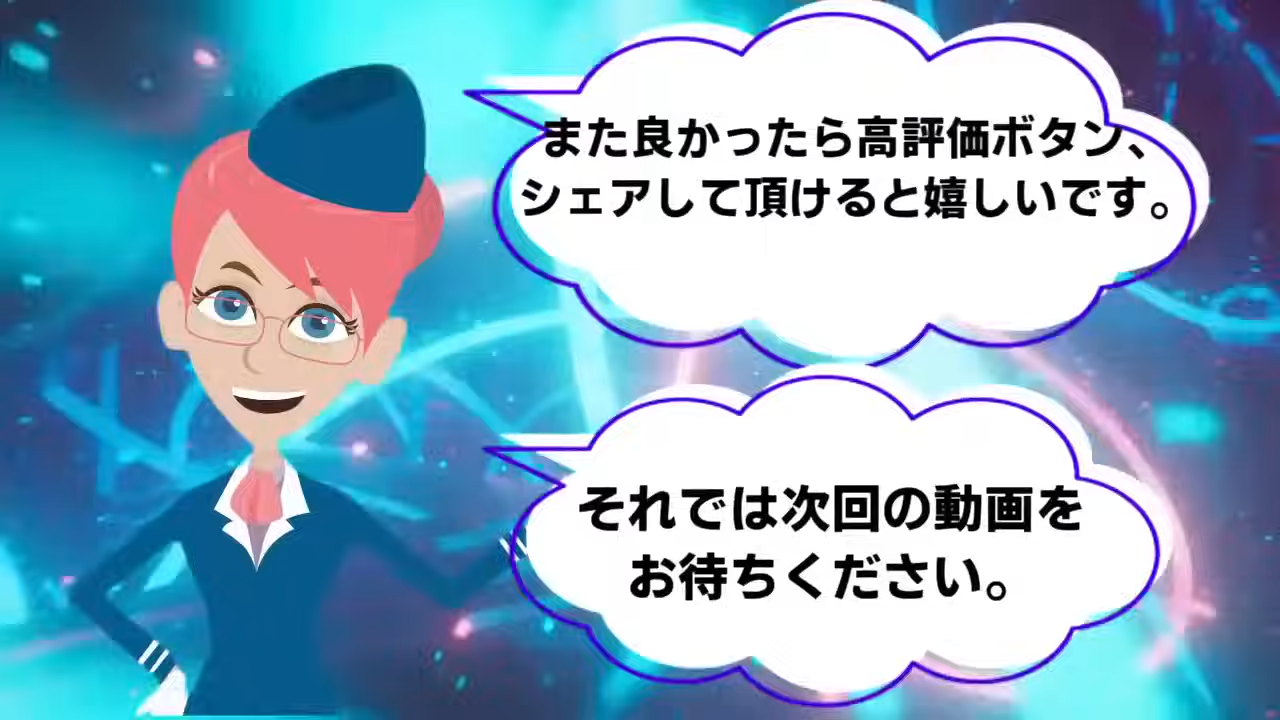 また良かったら高評価ボタン、
シェアして頂けると嬉しいです。
それでは次回の動画を
お待ちください。